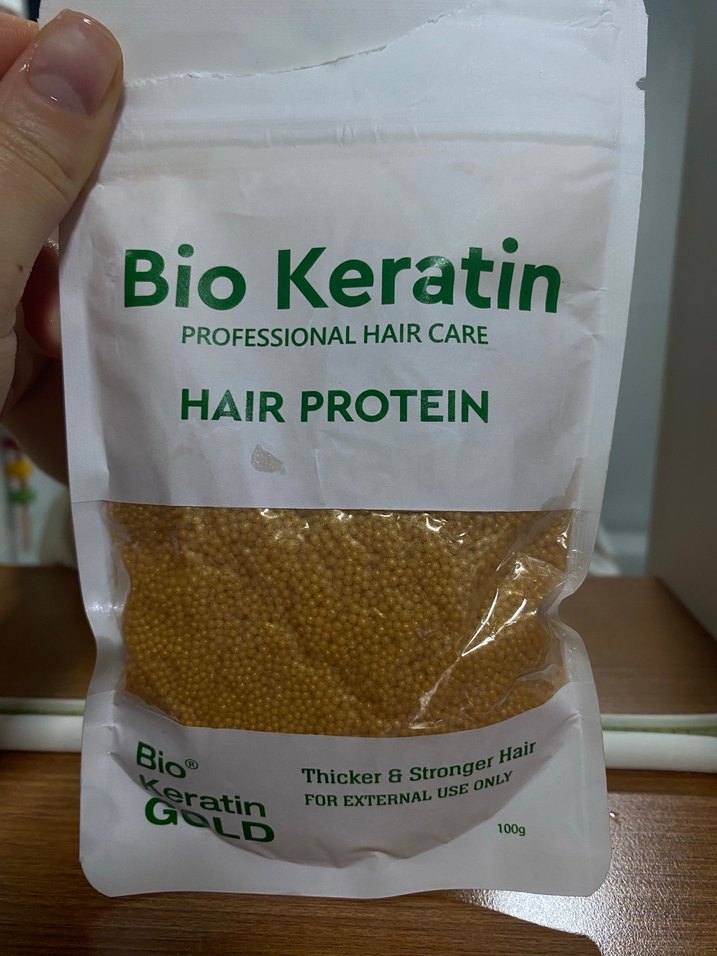 Bio Keratin
PROFESSIONAL HAIR CARE
HAIR PROTEIN
Bio®
Keratin
GOLD
Thicker & Stronger Hair
FOR EXTERNAL USE ONLY
100g